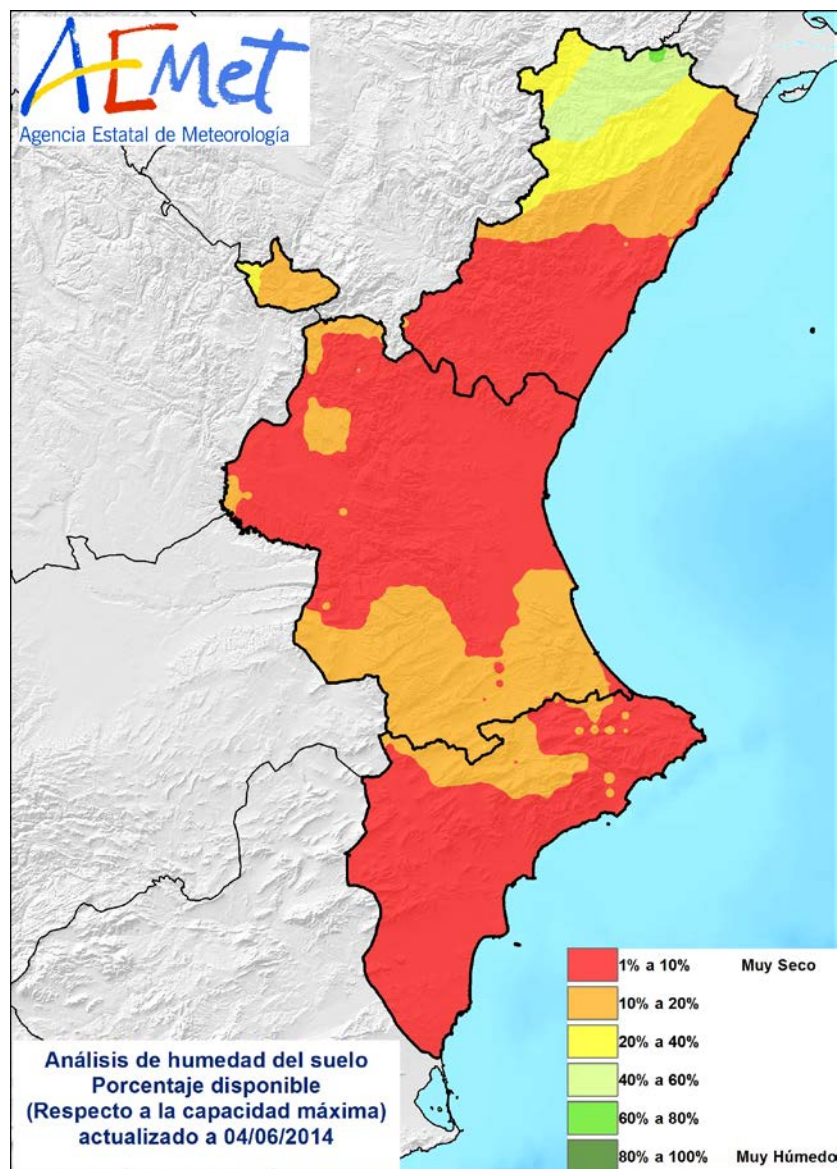 AEMet
Agencia Estatal de Meteorología
1% a 10% Muy Seco
10% a 20%
20% a 40%
40% a 60%
60% a 80%
80% a 100% Muy Húmedo
Análisis de humedad del suelo
Porcentaje disponible
(Respecto a la capacidad máxima)
actualizado a 04/06/2014